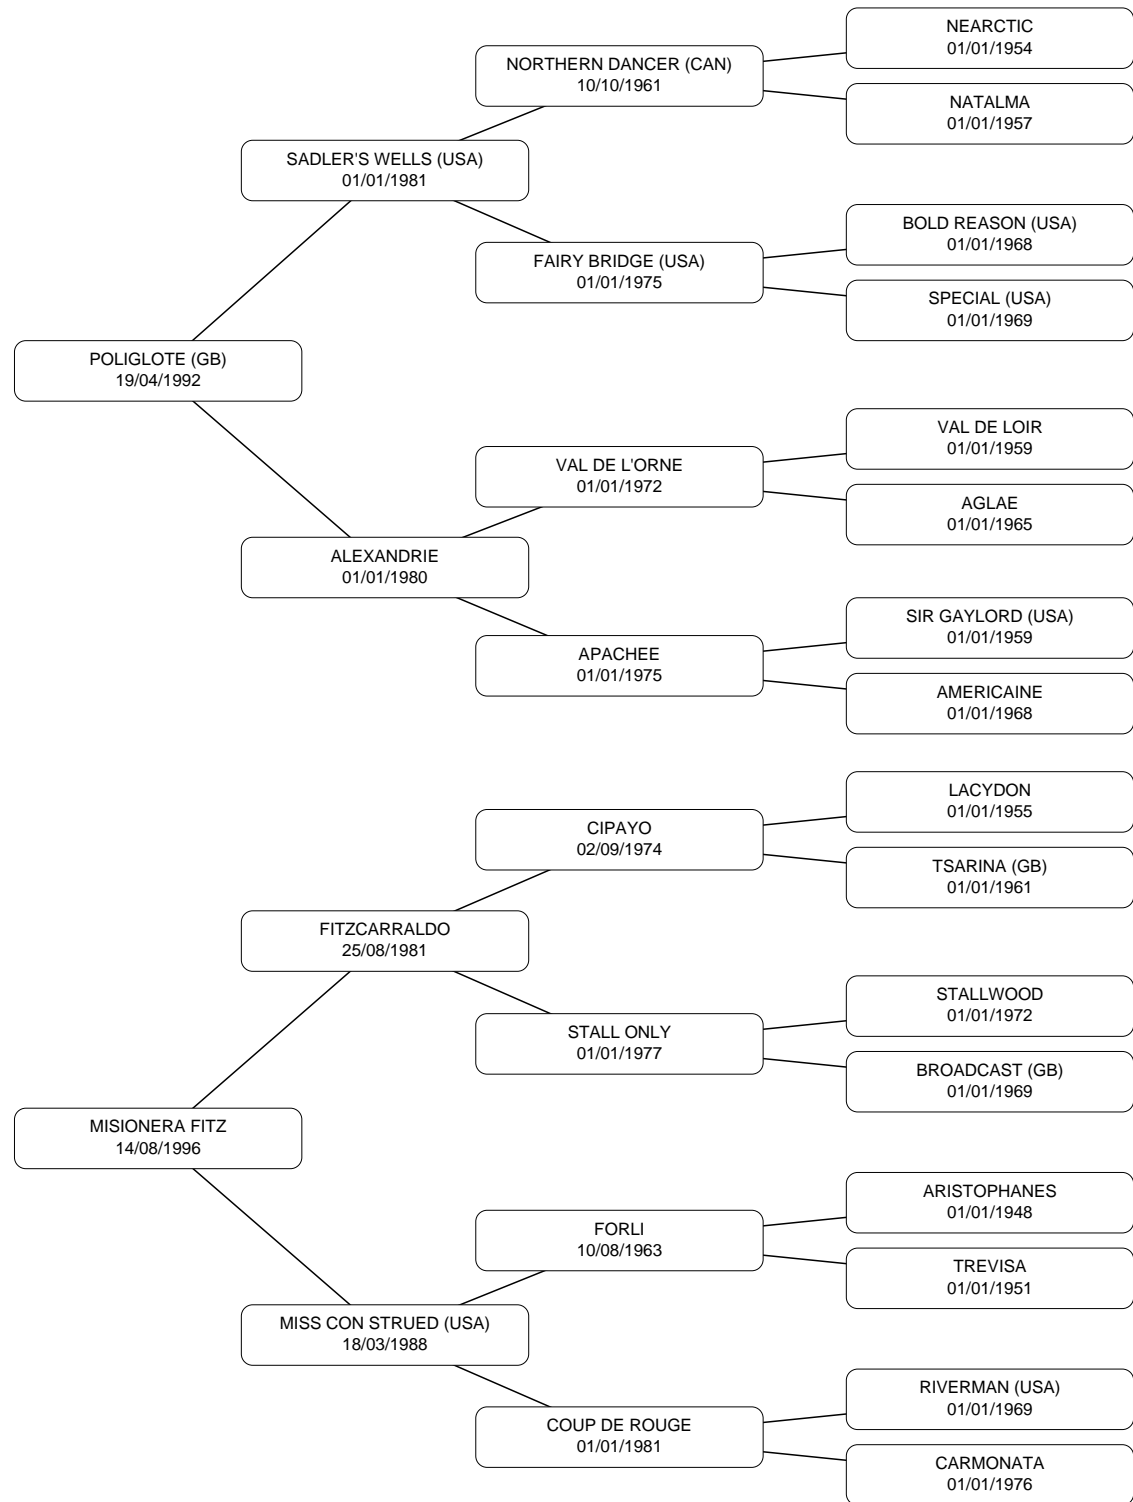 NEARCTIC
01/01/1954
NORTHERN DANCER (CAN)
10/10/1961
NATALMA
01/01/1957
SADLER'S WELLS (USA)
01/01/1981
BOLD REASON (USA)
01/01/1968
FAIRY BRIDGE (USA)
01/01/1975
SPECIAL (USA)
01/01/1969
POLIGLOTE (GB)
19/04/1992
VAL DE LOIR
01/01/1959
VAL DE L'ORNE
01/01/1972
AGLAE
01/01/1965
ALEXANDRIE
01/01/1980
SIR GAYLORD (USA)
01/01/1959
APACHEE
01/01/1975
AMERICAINE
01/01/1968
LACYDON
01/01/1955
CIPAYO
02/09/1974
TSARINA (GB)
01/01/1961
FITZCARRALDO
25/08/1981
STALLWOOD
01/01/1972
STALL ONLY
01/01/1977
BROADCAST (GB)
01/01/1969
MISIONERA FITZ
14/08/1996
ARISTOPHANES
01/01/1948
FORLI
10/08/1963
TREVISA
01/01/1951
MISS CON STRUED (USA)
18/03/1988
RIVERMAN (USA)
01/01/1969
COUP DE ROUGE
01/01/1981
CARMONATA
01/01/1976